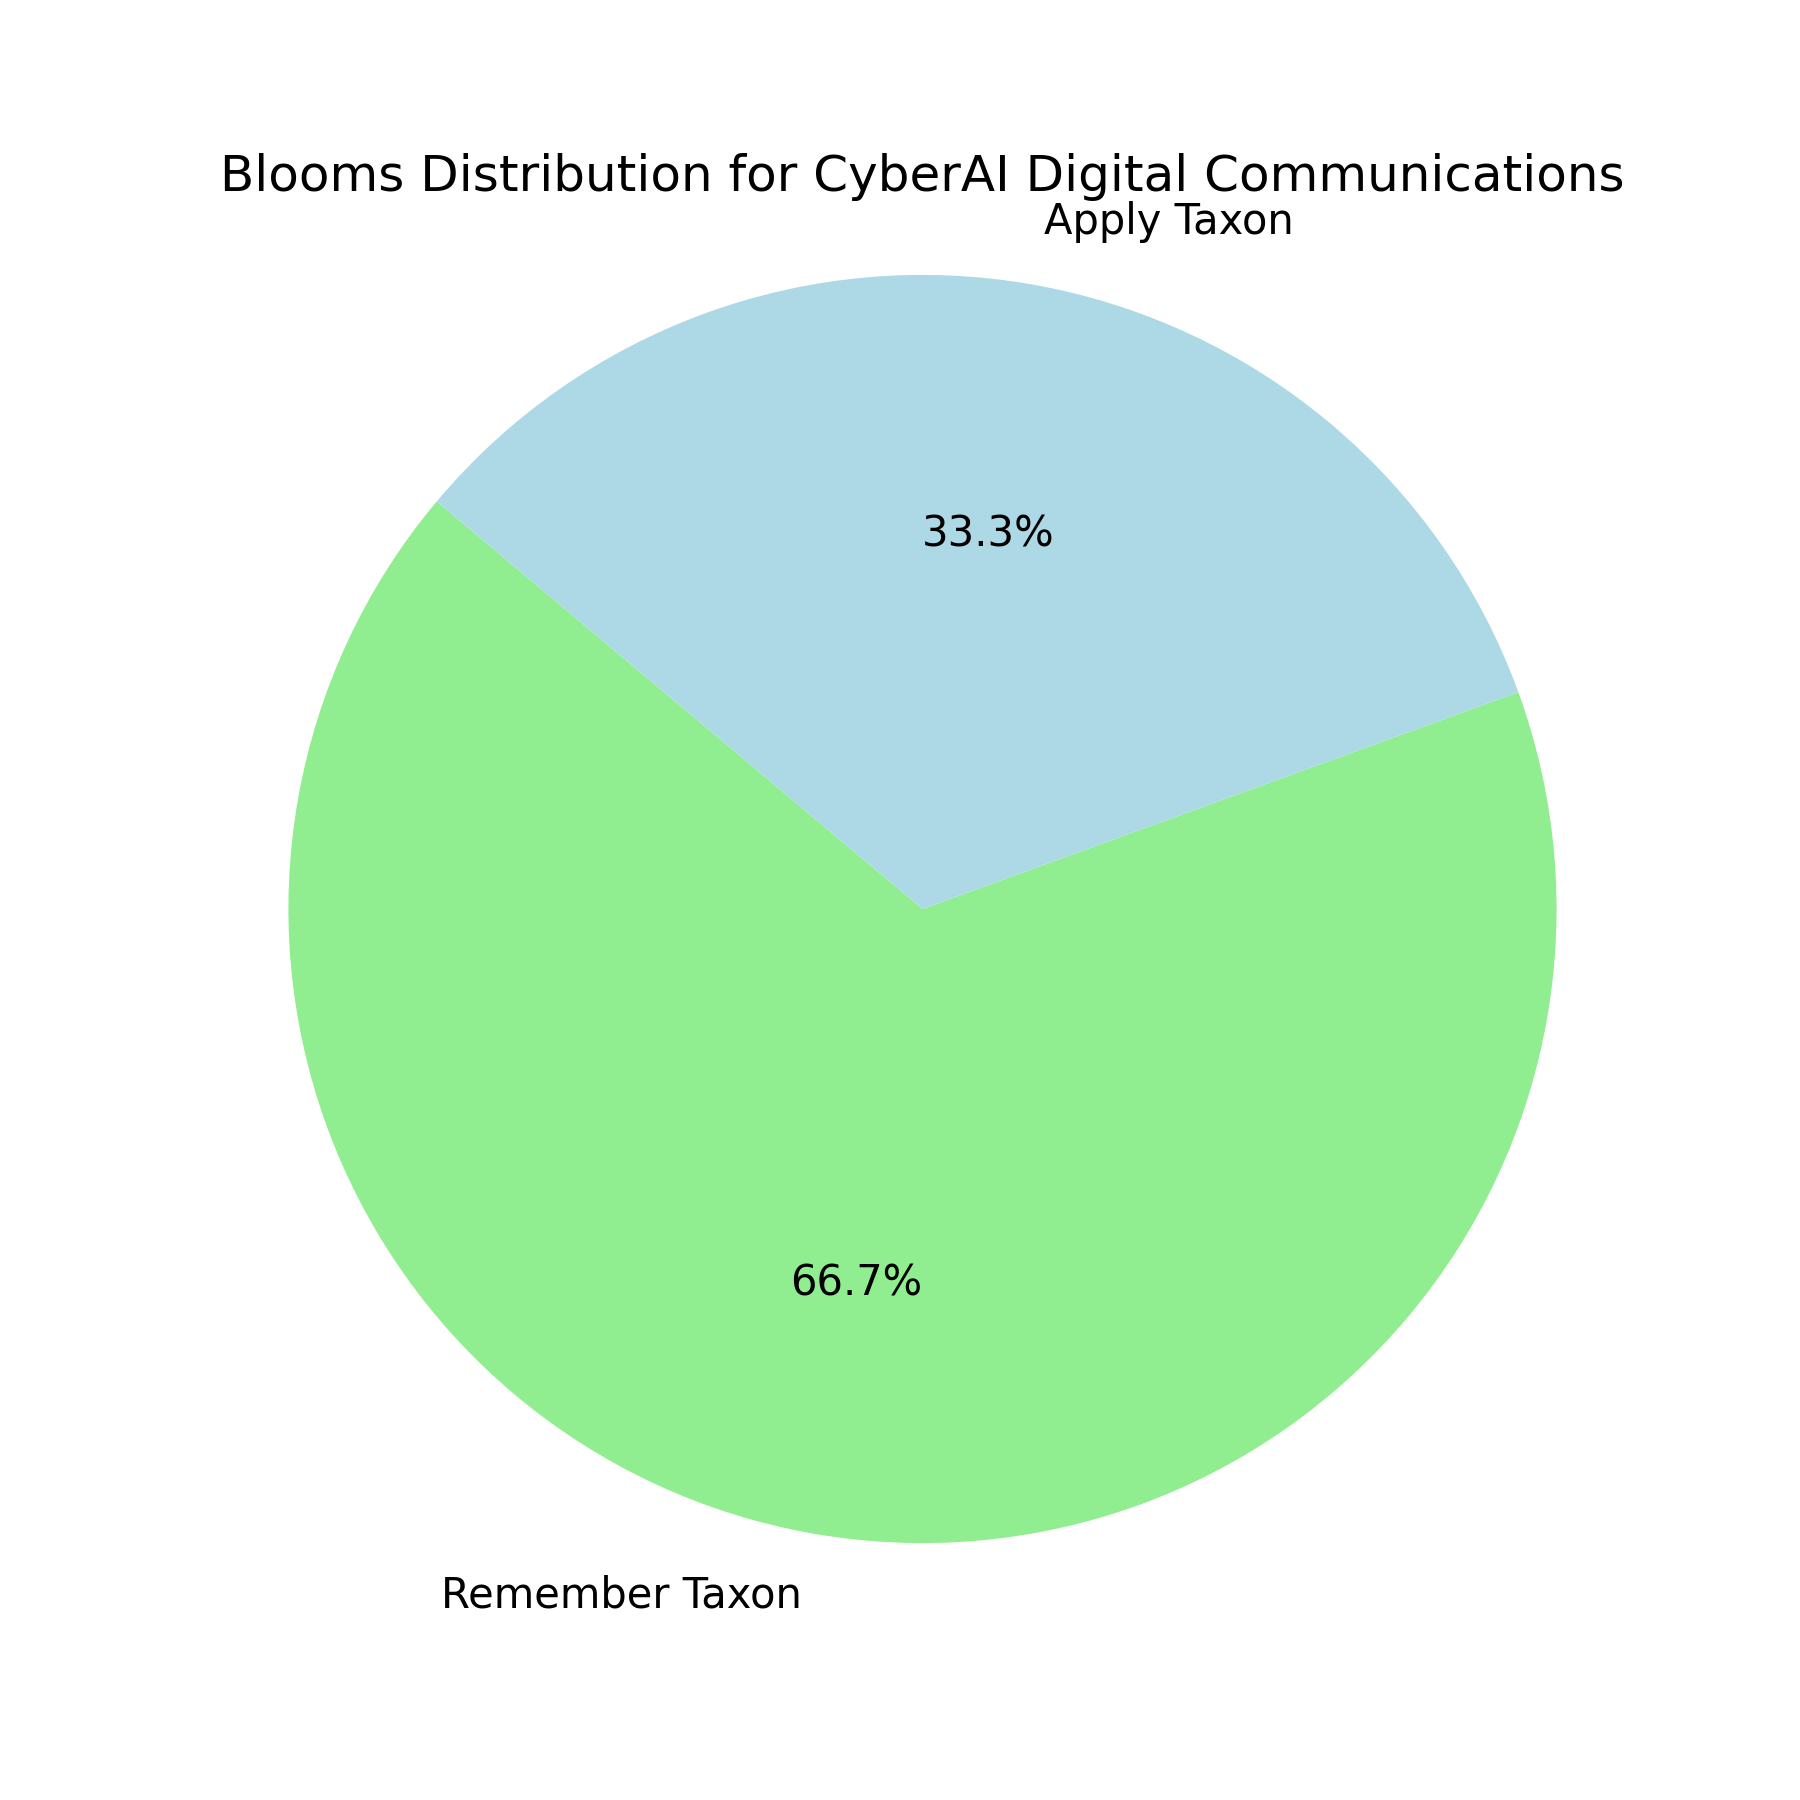 Blooms Distribution for CyberAI Digital Communications
Apply Taxon
33.3%
66.7%
Remember Taxon